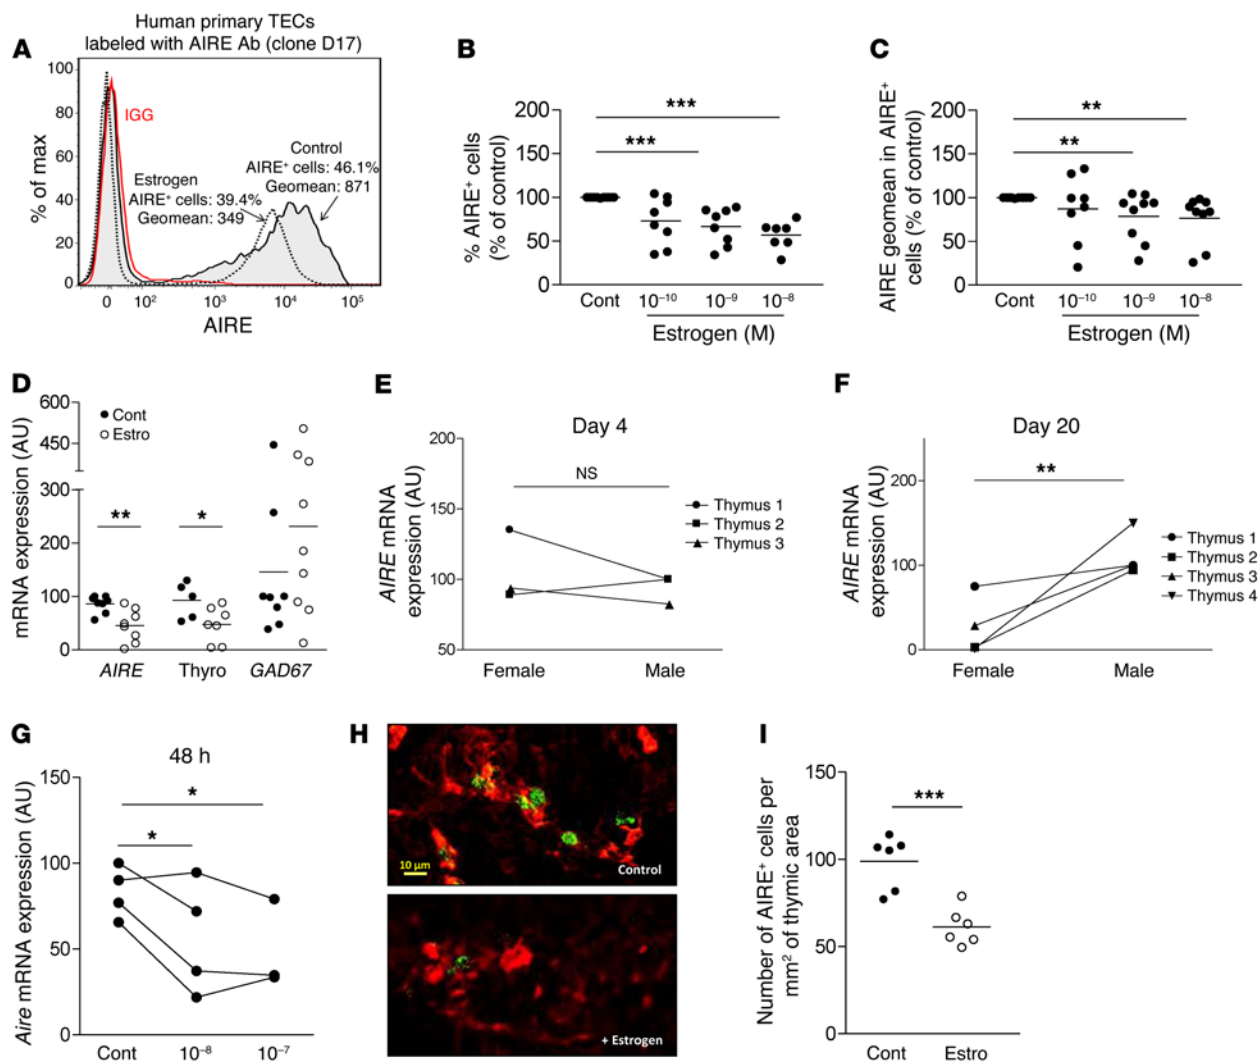 A
Human primary TECs
labeled with AIRE Ab (clone D17)
% of max
100
80
60
40
20
0
IGG
Control
AIRE⁺ cells: 46.1%
Geomean: 871
Estrogen
AIRE⁺ cells: 39.4%
Geomean: 349
0 10² 10³ 10⁴ 10⁵
AIRE
B
% AIRE⁺ cells
(% of control)
200
150
100
50
0
***
***
Cont 10⁻¹⁰ 10⁻⁹ 10⁻⁸
Estrogen (M)
C
AIRE geomean in AIRE⁺
cells (% of control)
200
150
100
50
0
**
**
Cont 10⁻¹⁰ 10⁻⁹ 10⁻⁸
Estrogen (M)
D
mRNA expression (AU)
600
450
300
200
100
0
Cont
Estro
**
*
AIRE Thyro GAD67
E
Day 4
AIRE mRNA
expression (AU)
200
150
100
50
NS
Thymus 1
Thymus 2
Thymus 3
Female Male
F
Day 20
AIRE mRNA
expression (AU)
200
100
0
**
Thymus 1
Thymus 2
Thymus 3
Thymus 4
Female Male
G
48 h
Aire mRNA expression (AU)
150
100
50
0
*
*
Cont 10⁻⁸ 10⁻⁷
H
10 μm
Control
+ Estrogen
I
Number of AIRE⁺ cells per
mm² of thymic area
150
100
50
0
***
Cont Estro